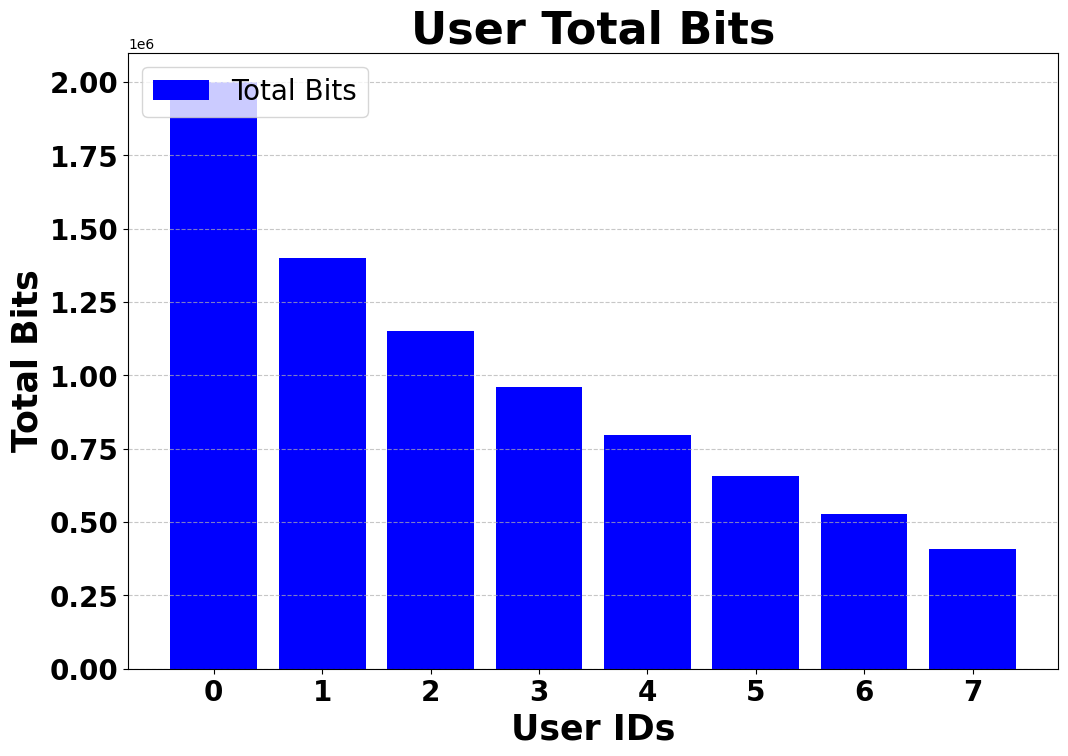 User Total Bits
1e6
Total Bits
2.00
1.75
1.50
1.25
1.00
0.75
0.50
0.25
0.00
Total Bits
0 1 2 3 4 5 6 7
User IDs